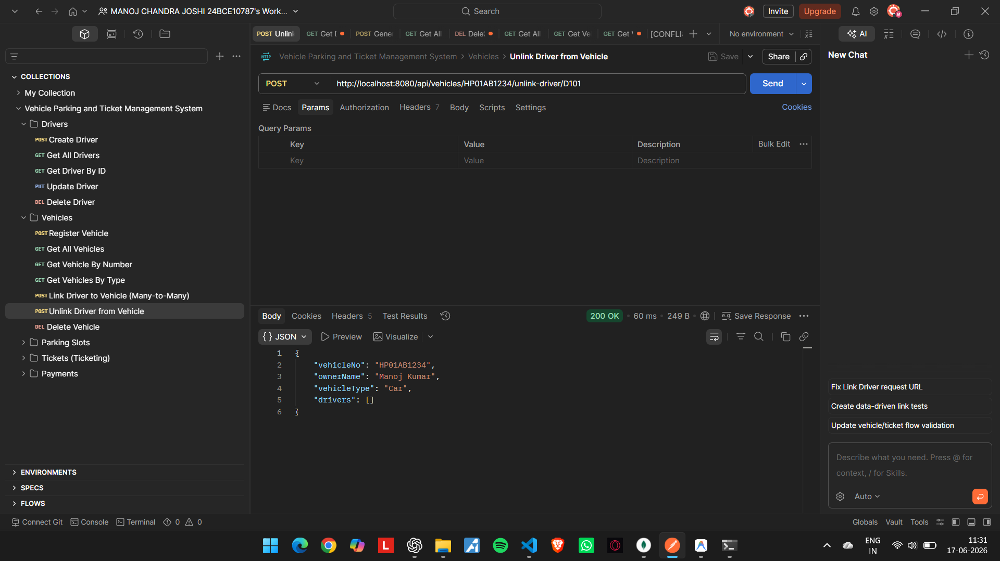 MANOJ CHANDRA JOSHI 24BCE10787's Work...
Search
Invite
Upgrade
POST Unlink
GET Get D
POST Gene
GET Get All
DEL Dele
GET Get All
GET Get Ve
GET Get
[CONFLI
No environment
AI
Vehicle Parking and Ticket Management System > Vehicles > Unlink Driver from Vehicle
Save
Share
New Chat
COLLECTIONS
My Collection
Vehicle Parking and Ticket Management System
Drivers
POST Create Driver
GET Get All Drivers
GET Get Driver By ID
PUT Update Driver
DEL Delete Driver
Vehicles
POST Register Vehicle
GET Get All Vehicles
GET Get Vehicle By Number
GET Get Vehicles By Type
POST Link Driver to Vehicle (Many-to-Many)
POST Unlink Driver from Vehicle
DEL Delete Vehicle
Parking Slots
Tickets (Ticketing)
Payments
ENVIRONMENTS
SPECS
FLOWS
HTTP
POST
http://localhost:8080/api/vehicles/HP01AB1234/unlink-driver/D101
Send
Docs Params Authorization Headers 7 Body Scripts Settings
Cookies
Query Params
Key Value Description Bulk Edit
Key Value Description
Body Cookies Headers 5 Test Results
200 OK 60 ms 249 B
e.g. Save Response
{} JSON Preview Visualize
1 {
2 "vehicleNo": "HP01AB1234",
3 "ownerName": "Manoj Kumar",
4 "vehicleType": "Car",
5 "drivers": []
6 }
Fix Link Driver request URL
Create data-driven link tests
Update vehicle/ticket flow validation
Describe what you need. Press @ for
context, / for Skills.
Auto
Connect Git Console Terminal 0 0
Globals Vault Tools
L
ENG
IN
11:31
17-06-2026